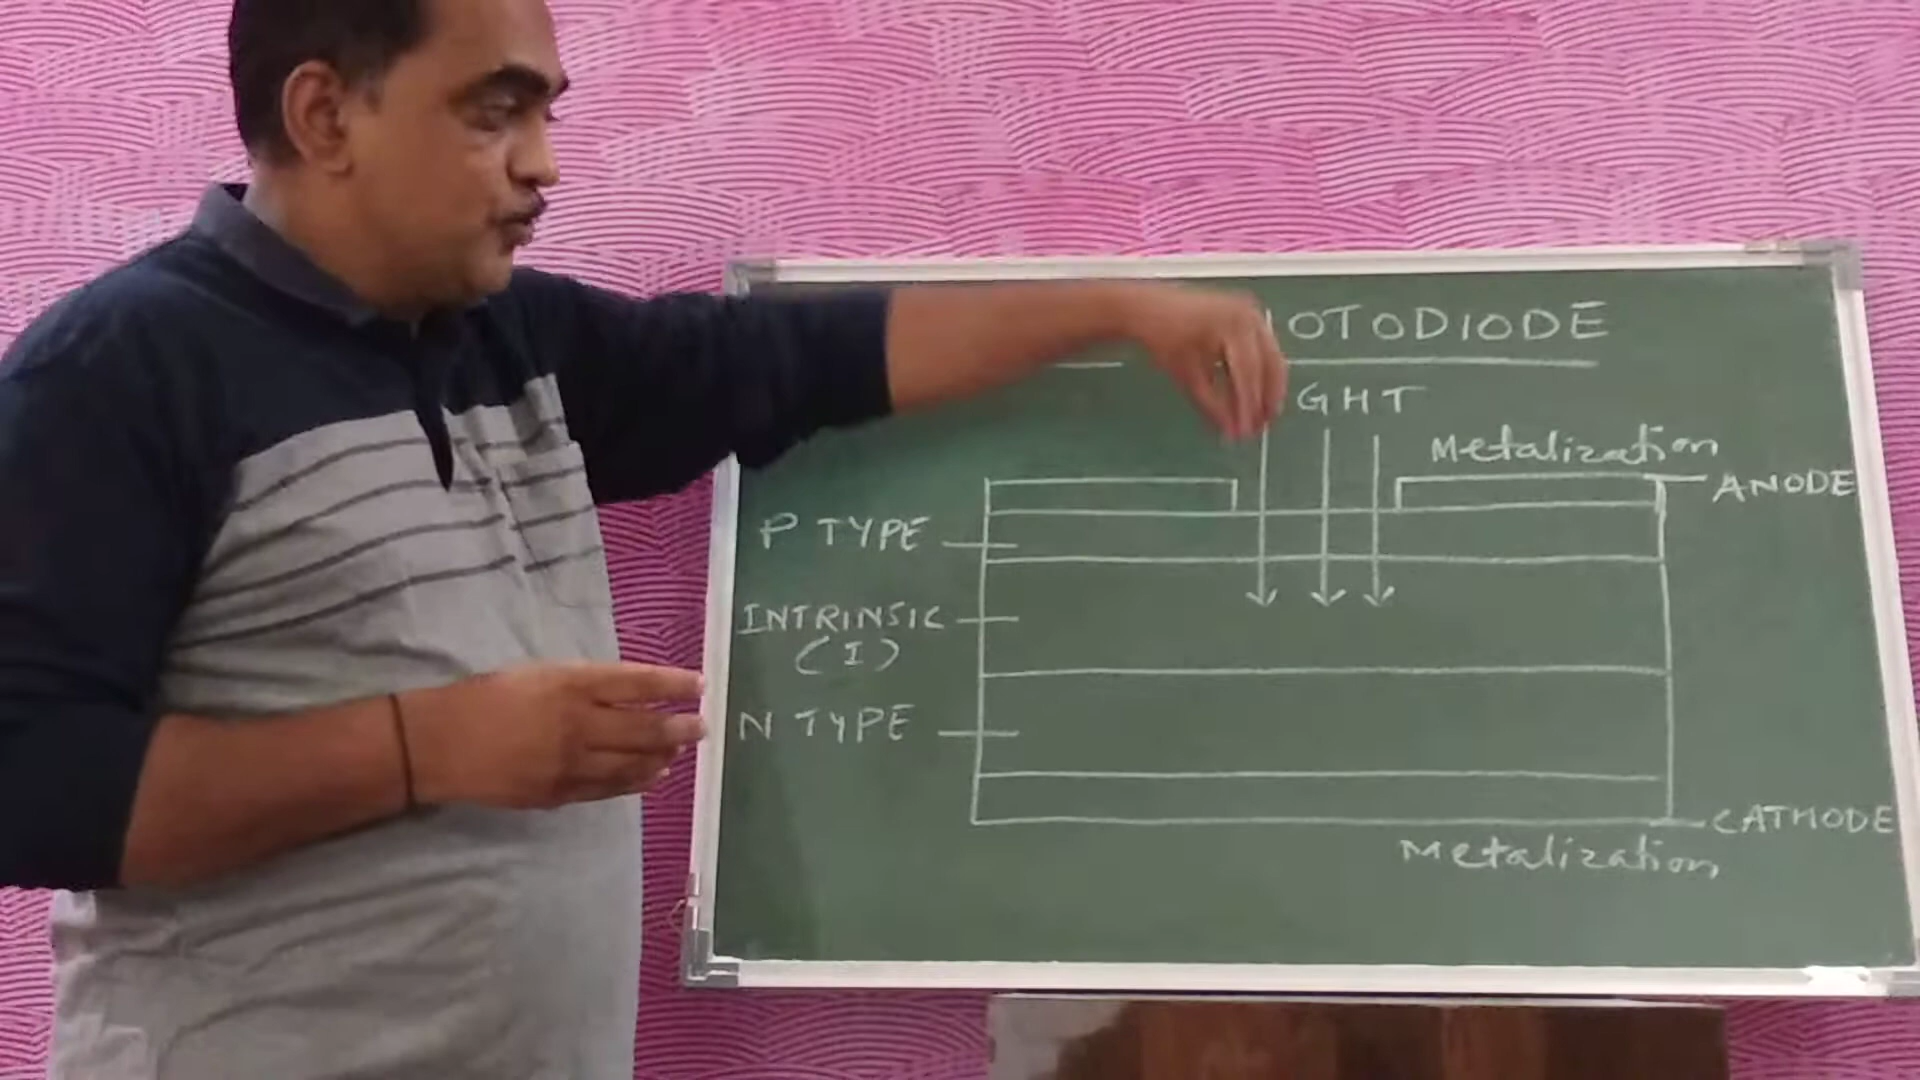 OTODIODE
GHT
Metalization
ANODE
P TYPE
INTRINSIC
(I)
N TYPE
CATHODE
Metalization